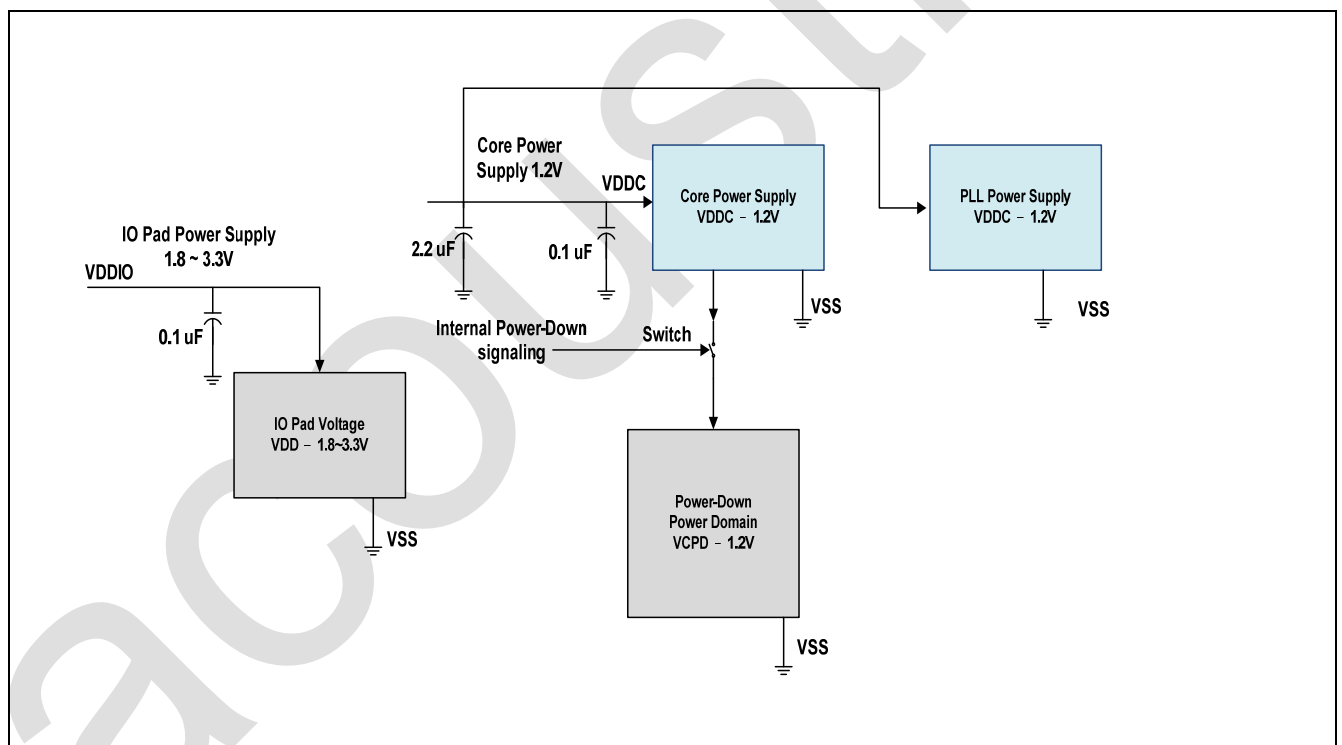 Core Power
Supply 1.2V
VDDC
Core Power Supply
VDDC – 1.2V
PLL Power Supply
VDDC – 1.2V
2.2 uF
0.1 uF
VSS
VSS
IO Pad Power Supply
1.8 ~ 3.3V
VDDIO
0.1 uF
Internal Power-Down
signaling
Switch
IO Pad Voltage
VDD – 1.8~3.3V
VSS
Power-Down
Power Domain
VCPD – 1.2V
VSS